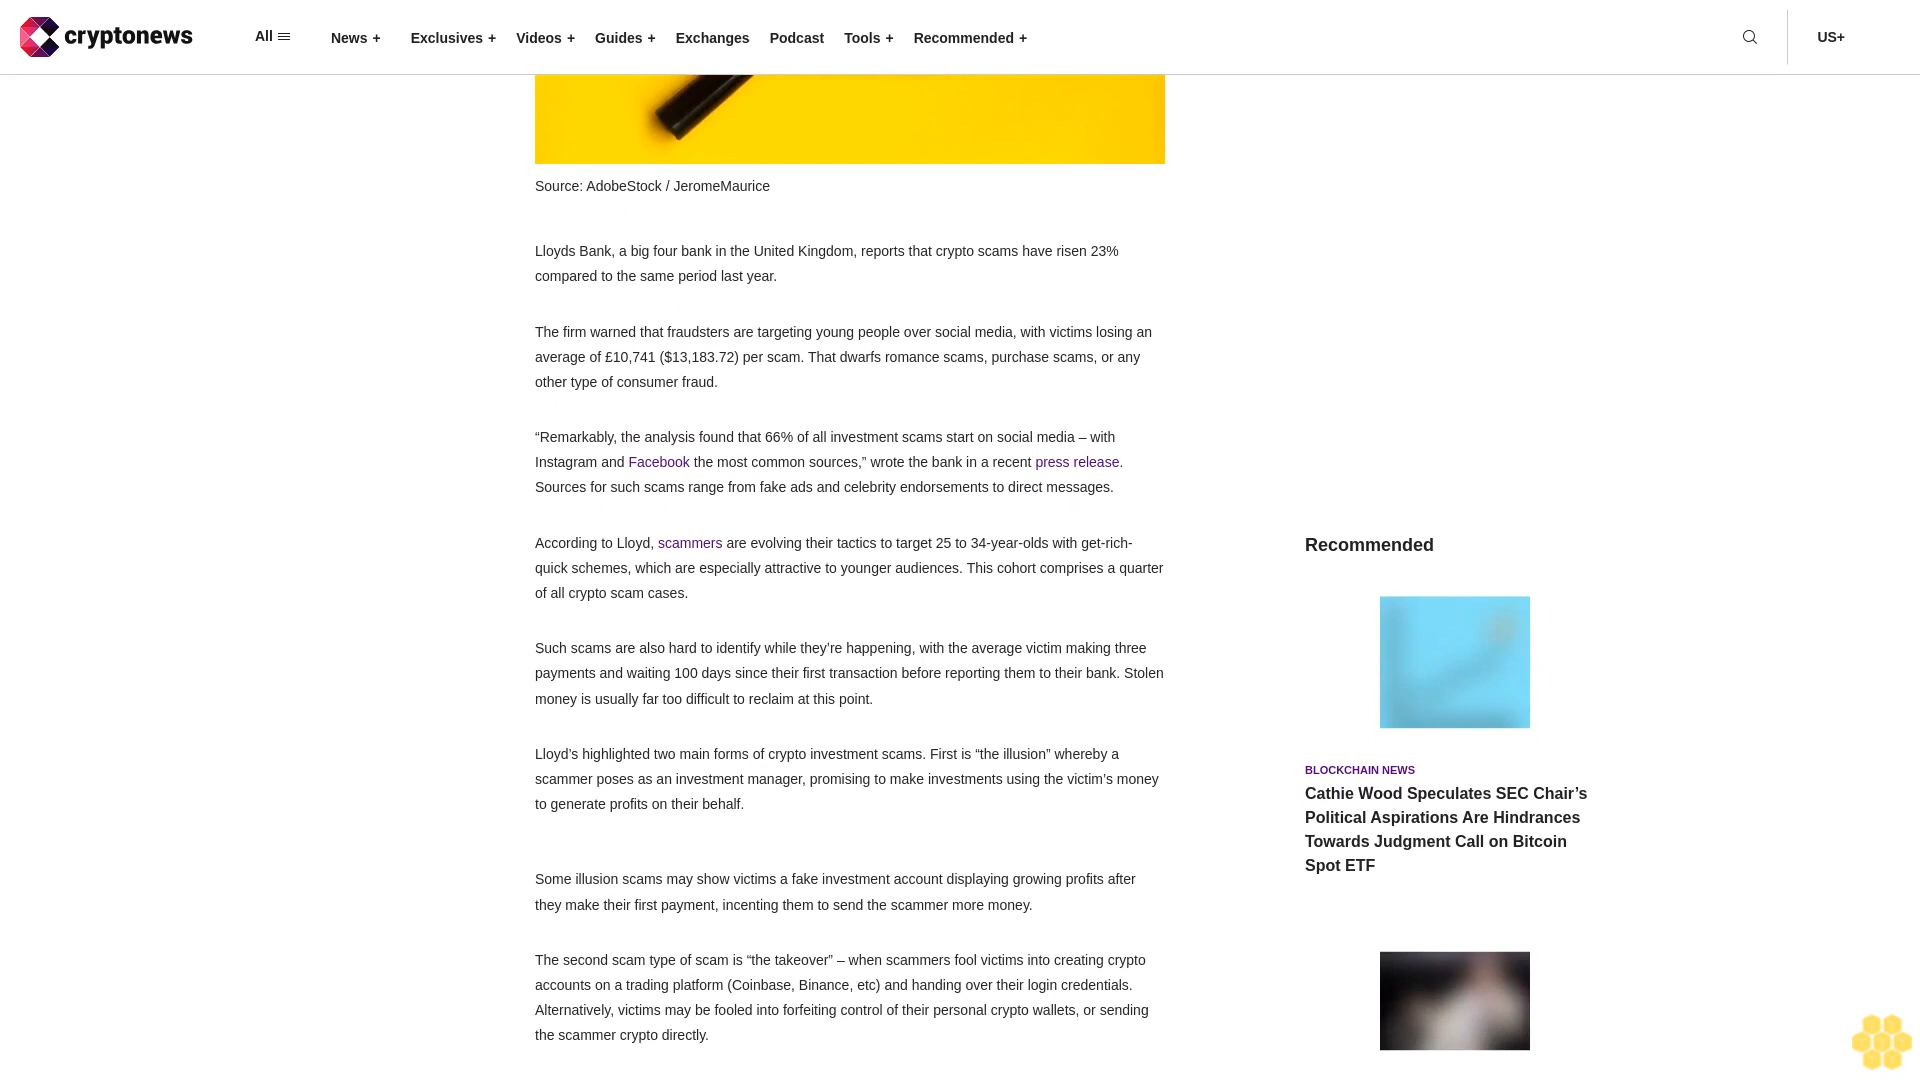 cryptonews
All
News +
Exclusives +
Videos +
Guides +
Exchanges
Podcast
Tools +
Recommended +
US+
Source: AdobeStock / JeromeMaurice
Lloyds Bank, a big four bank in the United Kingdom, reports that crypto scams have risen 23%
compared to the same period last year.
The firm warned that fraudsters are targeting young people over social media, with victims losing an
average of £10,741 ($13,183.72) per scam. That dwarfs romance scams, purchase scams, or any
other type of consumer fraud.
“Remarkably, the analysis found that 66% of all investment scams start on social media – with
Instagram and Facebook the most common sources,” wrote the bank in a recent press release.
Sources for such scams range from fake ads and celebrity endorsements to direct messages.
According to Lloyd, scammers are evolving their tactics to target 25 to 34-year-olds with get-rich-
quick schemes, which are especially attractive to younger audiences. This cohort comprises a quarter
of all crypto scam cases.
Such scams are also hard to identify while they’re happening, with the average victim making three
payments and waiting 100 days since their first transaction before reporting them to their bank. Stolen
money is usually far too difficult to reclaim at this point.
Lloyd’s highlighted two main forms of crypto investment scams. First is “the illusion” whereby a
scammer poses as an investment manager, promising to make investments using the victim’s money
to generate profits on their behalf.
Some illusion scams may show victims a fake investment account displaying growing profits after
they make their first payment, incenting them to send the scammer more money.
The second scam type of scam is “the takeover” – when scammers fool victims into creating crypto
accounts on a trading platform (Coinbase, Binance, etc) and handing over their login credentials.
Alternatively, victims may be fooled into forfeiting control of their personal crypto wallets, or sending
the scammer crypto directly.
Recommended
BLOCKCHAIN NEWS
Cathie Wood Speculates SEC Chair’s
Political Aspirations Are Hindrances
Towards Judgment Call on Bitcoin
Spot ETF